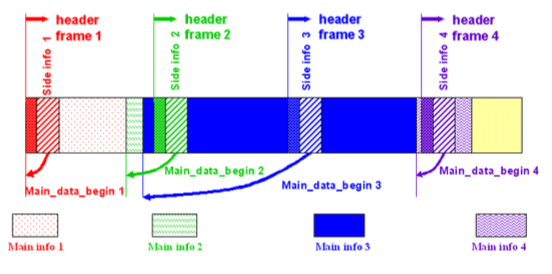 header
frame 1
header
frame 2
header
frame 3
header
frame 4
Side info 1
Side info 2
Side info 3
Side info 4
Main_data_begin 1
Main_data_begin 2
Main_data_begin 3
Main_data_begin 4
Main info 1
Main info 2
Main info 3
Main info 4